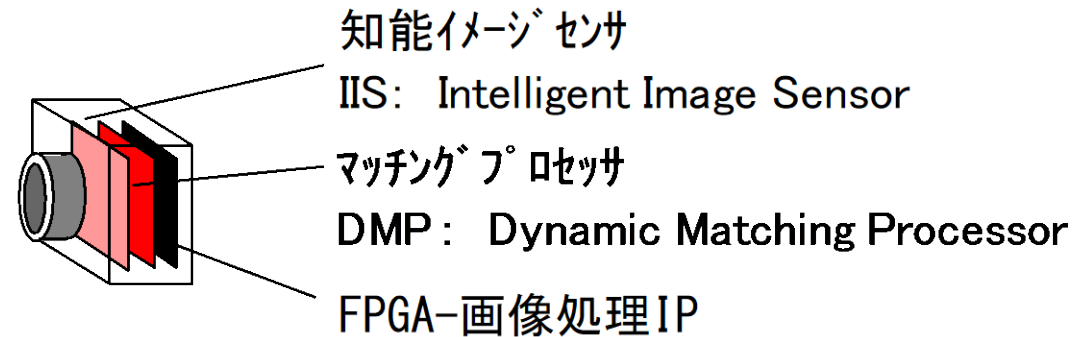 知能ｲﾒｰｼﾞｾﾝｻ
IIS: Intelligent Image Sensor
ﾏｯﾁﾝｸﾞﾌﾟﾛｾｯｻ
DMP: Dynamic Matching Processor
FPGA-画像処理IP